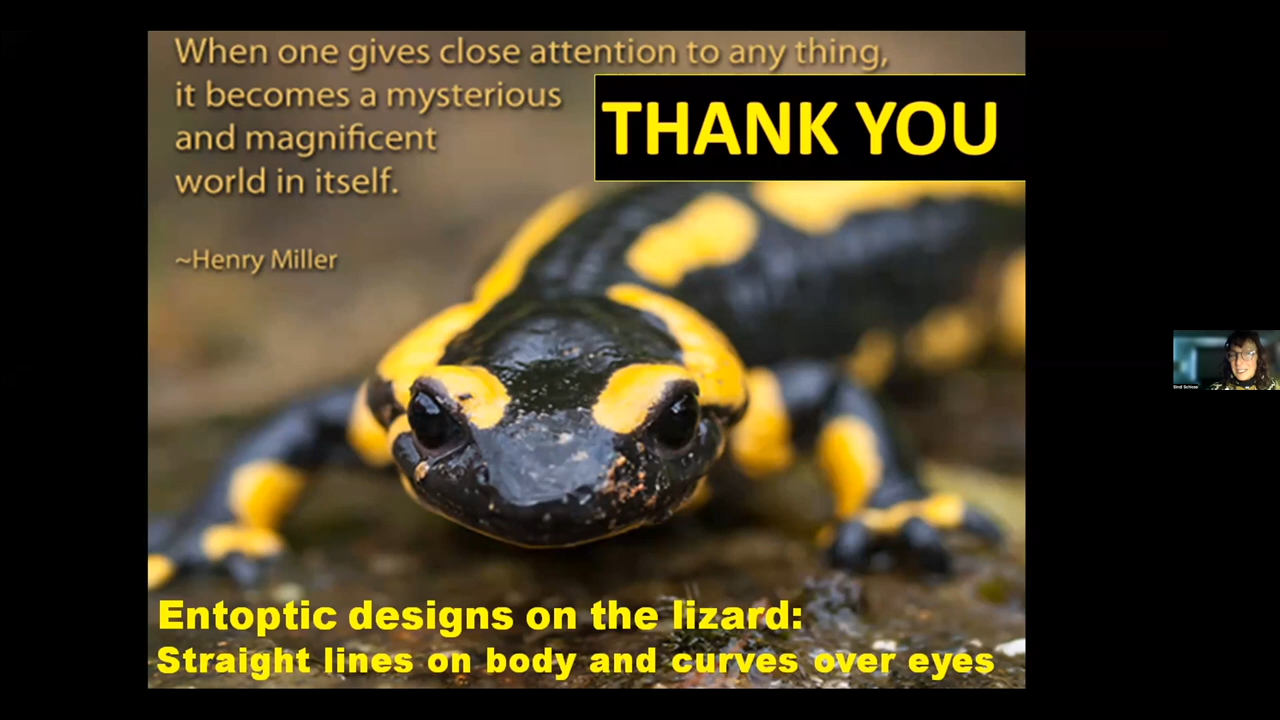 When one gives close attention to any thing,
it becomes a mysterious
and magnificent
world in itself.
~Henry Miller
THANK YOU
Entoptic designs on the lizard:
Straight lines on body and curves over eyes